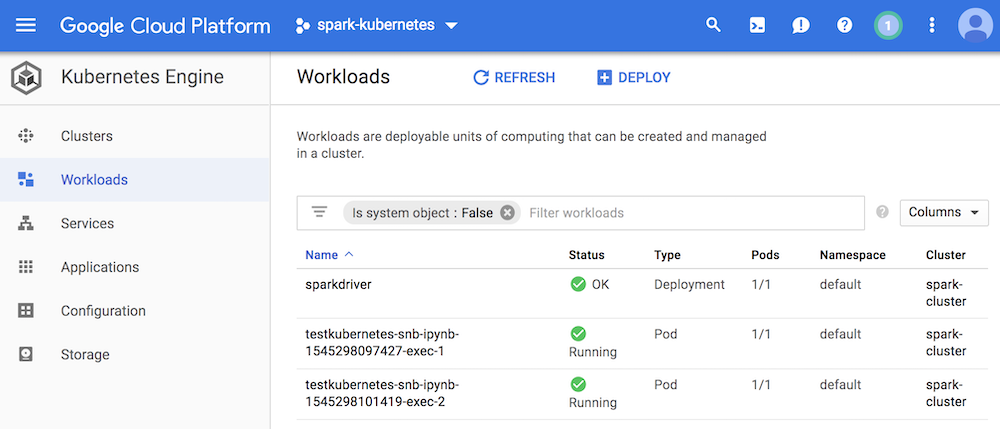 Google Cloud Platform spark-kubernetes 1
Kubernetes Engine
Workloads REFRESH DEPLOY
Clusters
Workloads
Services
Applications
Configuration
Storage
Workloads are deployable units of computing that can be created and managed
in a cluster.
Is system object : False Filter workloads Columns
Name Status Type Pods Namespace Cluster
sparkdriver OK Deployment 1/1 default spark-
cluster
testkubernetes-snb-ipynb- Pod 1/1 default spark-
1545298097427-exec-1 Running cluster
testkubernetes-snb-ipynb- Pod 1/1 default spark-
1545298101419-exec-2 Running cluster